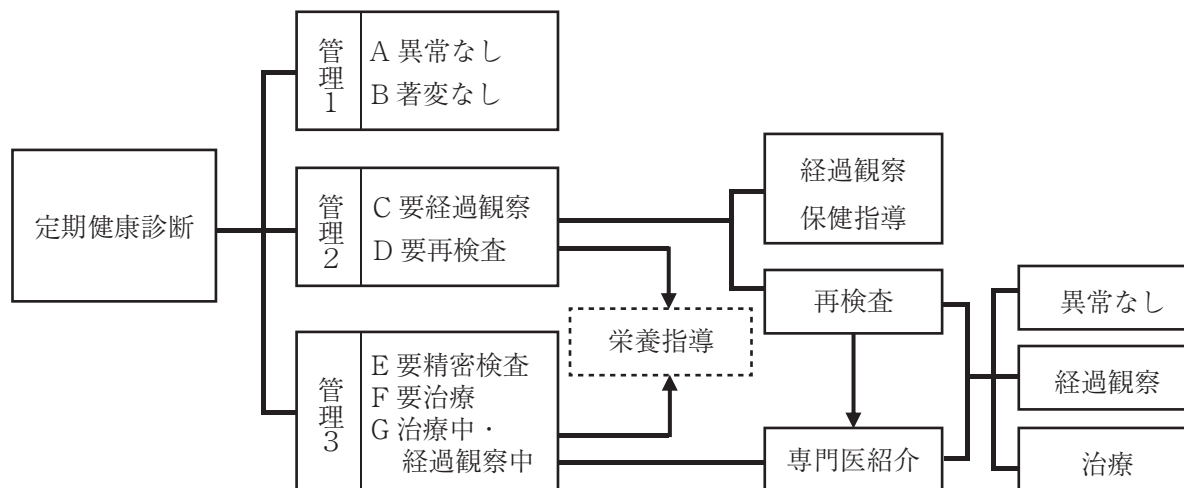 定期健康診断
管理1
A 異常なし
B 著変なし
管理2
C 要経過観察
D 要再検査
管理3
E 要精密検査
F 要治療
G 治療中・
経過観察中
栄養指導
経過観察
保健指導
再検査
専門医紹介
異常なし
経過観察
治療